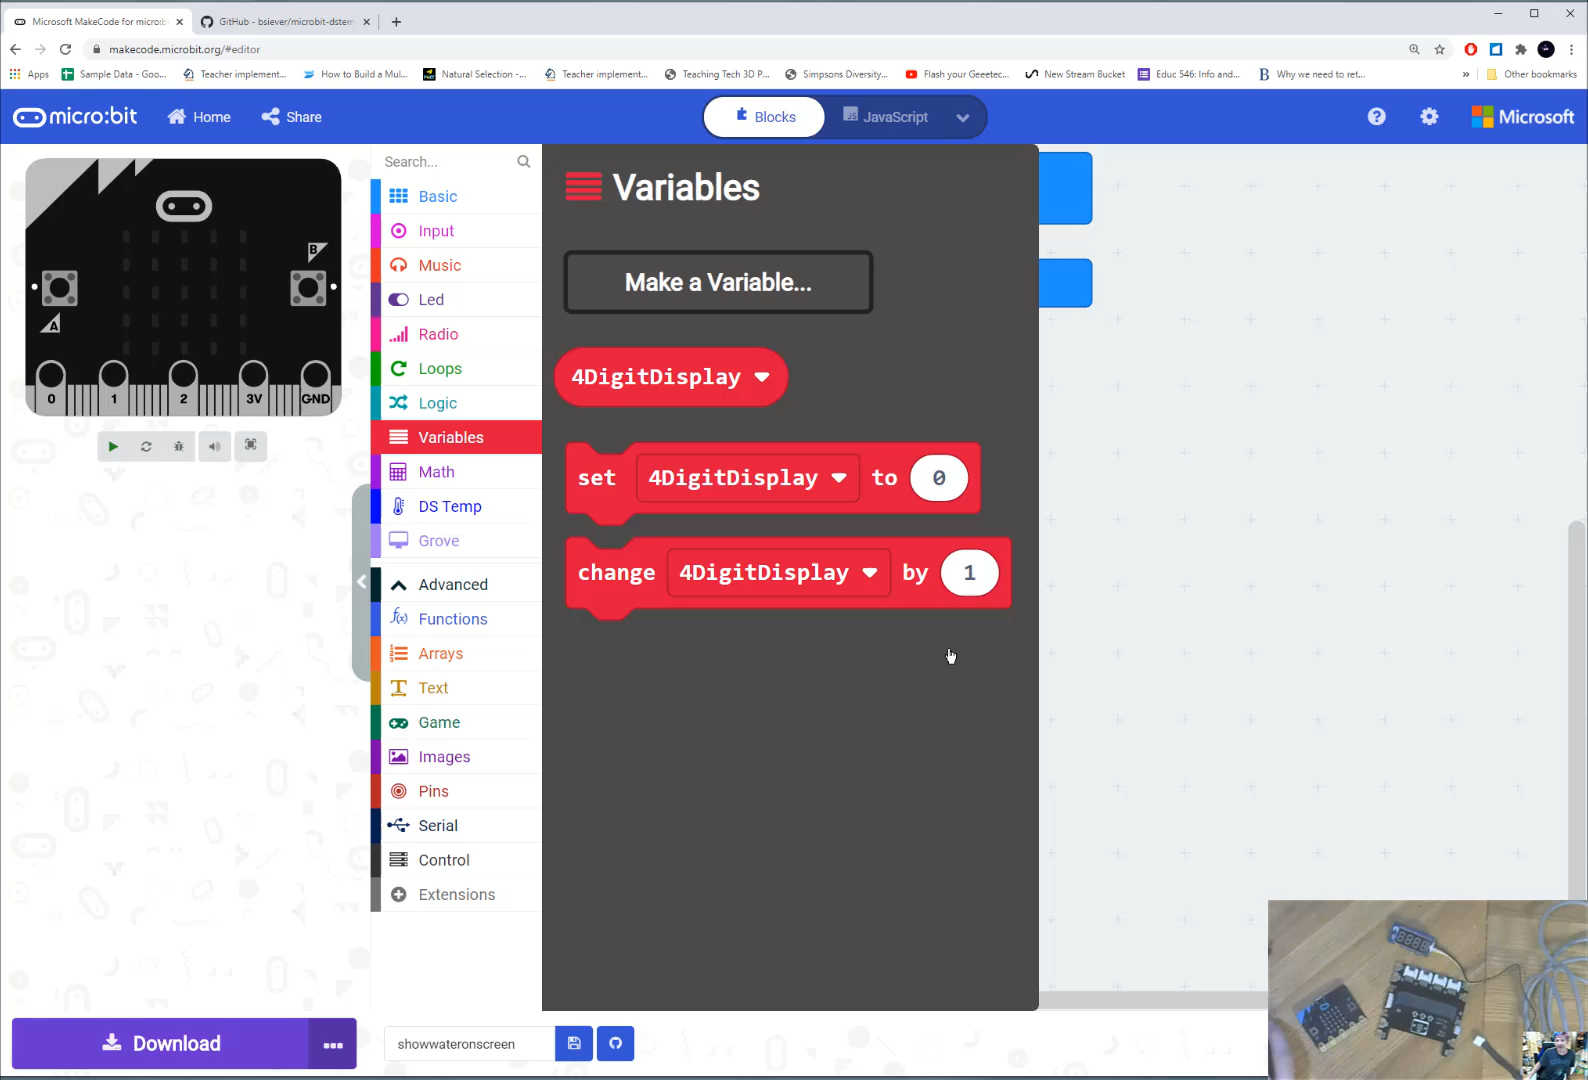 Microsoft MakeCode for micro:b
GitHub - bsiever/microbit-dsten
makecode.microbit.org/#editor
Apps
Sample Data - Goo...
Teacher implement...
How to Build a Mul...
Natural Selection -...
Teacher implement...
Teaching Tech 3D P...
Simpsons Diversity...
Flash your Geeetec...
New Stream Bucket
Educ 546: Info and...
Why we need to ret...
»
Other bookmarks
micro:bit
Home
Share
Blocks
JavaScript
Microsoft
B
A
0 1 2 3V GND
Search...
Basic
Input
Music
Led
Radio
Loops
Logic
Variables
Math
DS Temp
Grove
Advanced
Functions
Arrays
Text
Game
Images
Pins
Serial
Control
Extensions
Variables
Make a Variable...
4DigitDisplay
set 4DigitDisplay to 0
change 4DigitDisplay by 1
Download
...
showwateronscreen